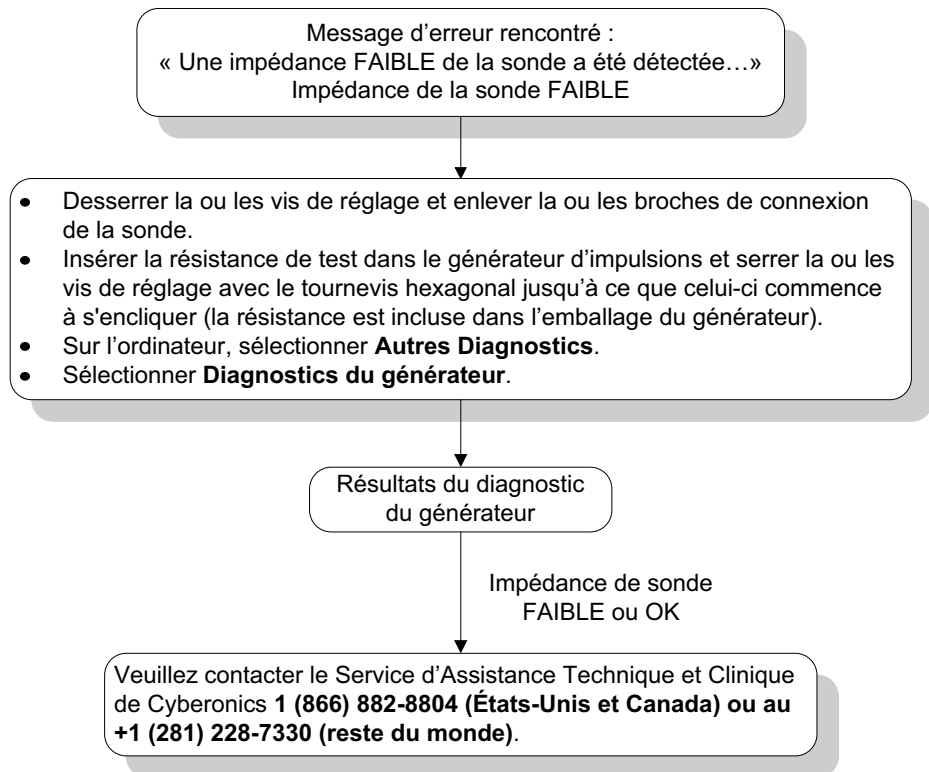 Message d’erreur rencontré :
« Une impédance FAIBLE de la sonde a été détectée…»
Impédance de la sonde FAIBLE
• Desserrer la ou les vis de réglage et enlever la ou les broches de connexion
de la sonde.
• Insérer la résistance de test dans le générateur d’impulsions et serrer la ou les
vis de réglage avec le tournevis hexagonal jusqu’à ce que celui-ci commence
à s'encliquer (la résistance est incluse dans l’emballage du générateur).
• Sur l’ordinateur, sélectionner Autres Diagnostics.
• Sélectionner Diagnostics du générateur.
Résultats du diagnostic
du générateur
Impédance de sonde
FAIBLE ou OK
Veuillez contacter le Service d’Assistance Technique et Clinique
de Cyberonics 1 (866) 882-8804 (États-Unis et Canada) ou au
+1 (281) 228-7330 (reste du monde).